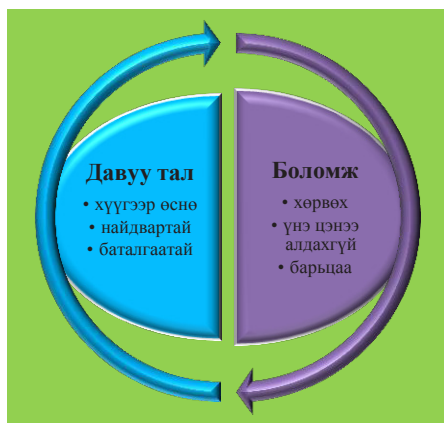 Давуу тал
• хүүгээр өснө
• найдвартай
• баталгаатай
Боломж
• хөрвөх
• үнэ цэнээ
алдахгүй
• барьцаа